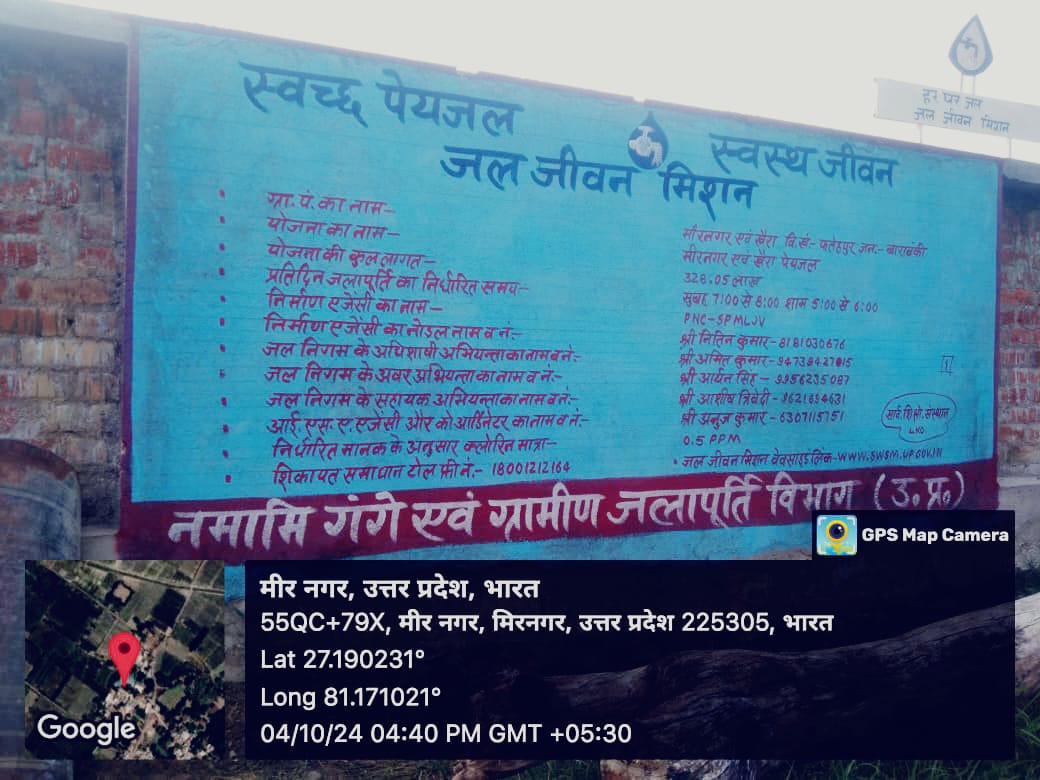 स्वच्छ पेयजल स्वस्थ जीवन
जल जीवन मिशन
हर घर जल
जल जीवन मिशन
• ग्रा. पं. का नाम:- मीरनगर एवं खैरा वि.खं:- फतेहपुर जन:- बाराबंकी
• योजना का नाम:- मीरनगर एवं खैरा पेयजल
• योजना की कुल लागत:- 328.05 लाख
• प्रतिदिन जलापूर्ति का निर्धारित समय:- सुबह 7:00 से 8:00 शाम 5:00 से 6:00
• निर्माण एजेंसी का नाम:- PNC-SPMLJV
• निर्माण एजेंसी का नोडल नाम व नं:- श्री नितिन कुमार-8181030676
• जल निगम के अधिशाषी अभियन्ता का नाम व नं:- श्री अमित कुमार-94738427015
• जल निगम के अवर अभियन्ता का नाम व नं:- श्री आर्यन सिंह-9956235087
• जल निगम के सहायक अभियन्ता का नाम व नं:- श्री आशीष त्रिवेदी-9621694631
• आई.एस.ए. एजेंसी और को आर्डिनेटर का नाम व नं:- श्री अनुज कुमार-6307115751
• निर्धारित मानक के अनुसार क्लोरिन मात्रा:- 0.5 PPM
• शिकायत समाधान टोल फ्री नं:- 18001212164 • जल जीवन मिशन वेवसाइड लिंक-WWW.SWSM.UP.GOV.IN
LKO.
नमामि गंगे एवं ग्रामीण जलापूर्ति विभाग (उ॰प्र॰)
GPS Map Camera
मीर नगर, उत्तर प्रदेश, भारत
55QC+79X, मीर नगर, मिरनगर, उत्तर प्रदेश 225305, भारत
Lat 27.190231°
Long 81.171021°
04/10/24 04:40 PM GMT +05:30
Google